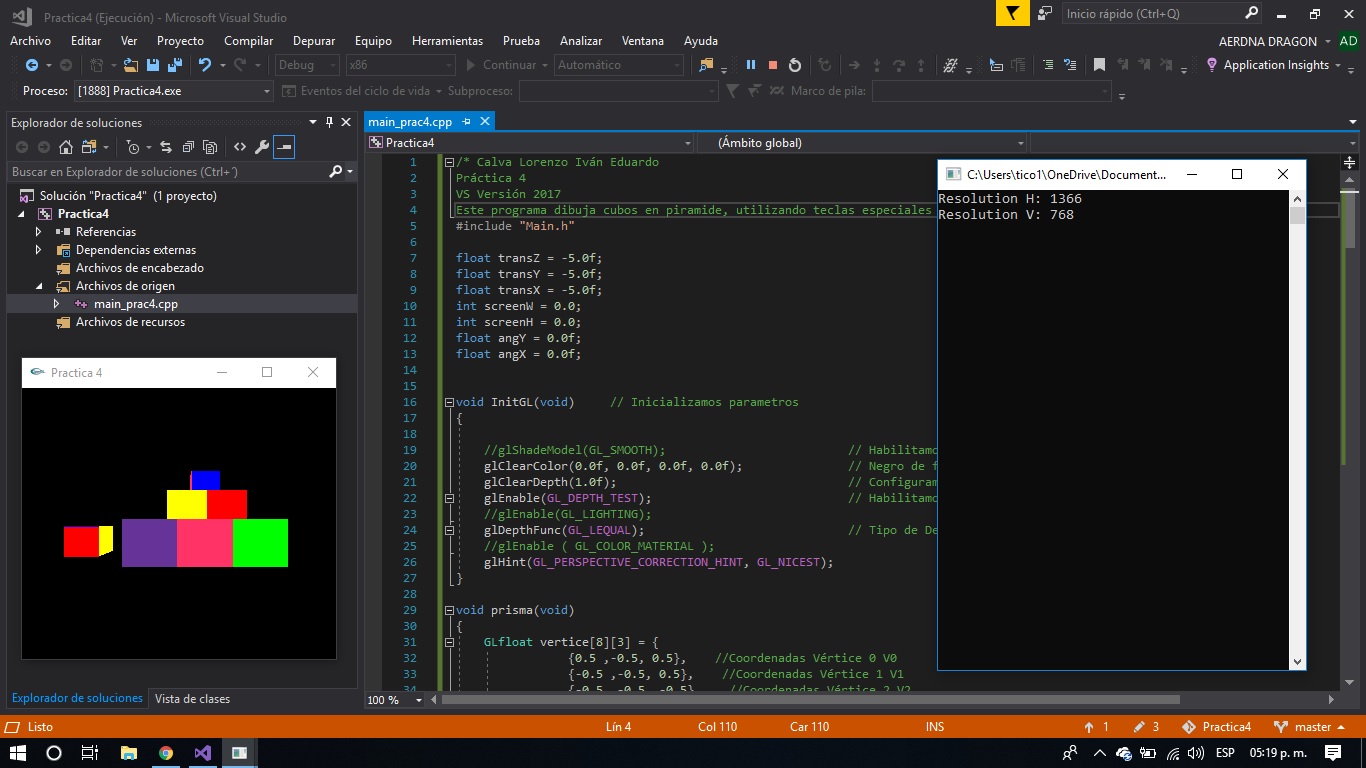 Practica4 (Ejecución) - Microsoft Visual Studio
Inicio rápido (Ctrl+Q)
Archivo Editar Ver Proyecto Compilar Depurar Equipo Herramientas Prueba Analizar Ventana Ayuda
AERDNA DRAGON AD
Debug x86 Continuar Automático Application Insights
Proceso: [1888] Practica4.exe Eventos del ciclo de vida Subproceso: Marco de pila:
Explorador de soluciones
Buscar en Explorador de soluciones (Ctrl+´)
Solución "Practica4" (1 proyecto)
Practica4
Referencias
Dependencias externas
Archivos de encabezado
Archivos de origen
main_prac4.cpp
Archivos de recursos
Practica 4
Explorador de soluciones Vista de clases
main_prac4.cpp
Practica4 (Ámbito global)
1 /* Calva Lorenzo Iván Eduardo
2 Práctica 4
3 VS Versión 2017
4 Este programa dibuja cubos en piramide, utilizando teclas especiales
5 #include "Main.h"
6
7 float transZ = -5.0f;
8 float transY = -5.0f;
9 float transX = -5.0f;
10 int screenW = 0.0;
11 int screenH = 0.0;
12 float angY = 0.0f;
13 float angX = 0.0f;
14
15
16 void InitGL(void) // Inicializamos parametros
17 {
18
19 //glShadeModel(GL_SMOOTH); // Habilitamo
20 glClearColor(0.0f, 0.0f, 0.0f, 0.0f); // Negro de f
21 glClearDepth(1.0f); // Configuram
22 glEnable(GL_DEPTH_TEST); // Habilitamo
23 //glEnable(GL_LIGHTING);
24 glDepthFunc(GL_LEQUAL); // Tipo de De
25 //glEnable ( GL_COLOR_MATERIAL );
26 glHint(GL_PERSPECTIVE_CORRECTION_HINT, GL_NICEST);
27 }
28
29 void prisma(void)
30 {
31 GLfloat vertice[8][3] = {
32 {0.5 ,-0.5, 0.5}, //Coordenadas Vértice 0 V0
33 {-0.5 ,-0.5, 0.5}, //Coordenadas Vértice 1 V1
34 {-0.5 ,-0.5, -0.5}, //Coordenadas Vértice 2 V2
100 %
C:\Users\tico1\OneDrive\Document...
Resolution H: 1366
Resolution V: 768
Listo Lín 4 Col 110 Car 110 INS 1 3 Practica4 master
ESP 05:19 p. m.